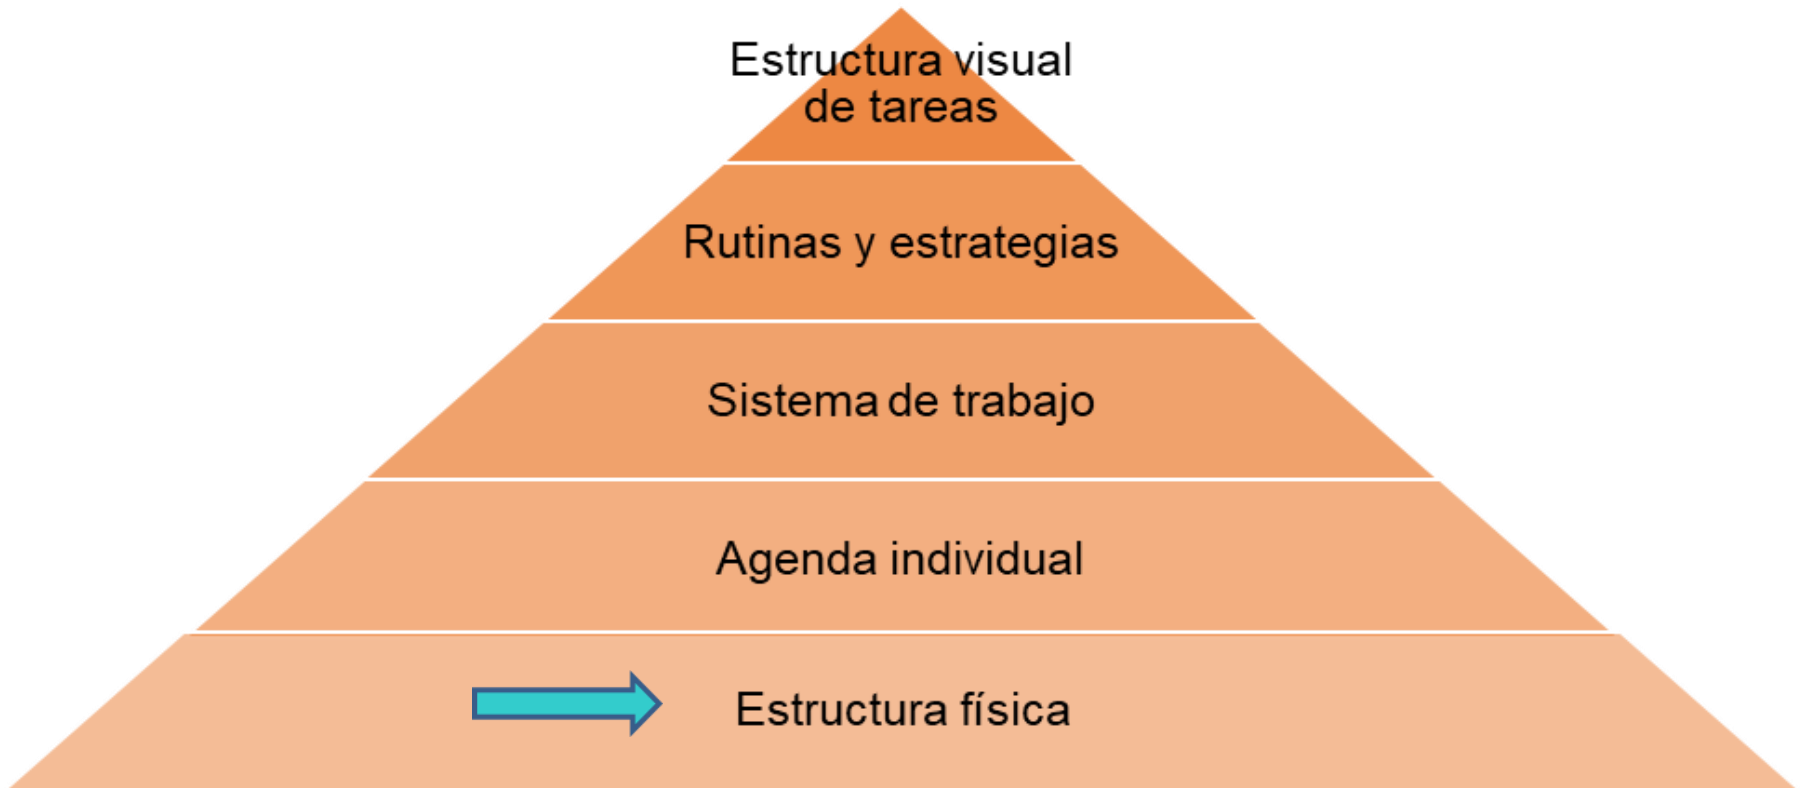 Estructura visual
de tareas
Rutinas y estrategias
Sistema de trabajo
Agenda individual
Estructura física